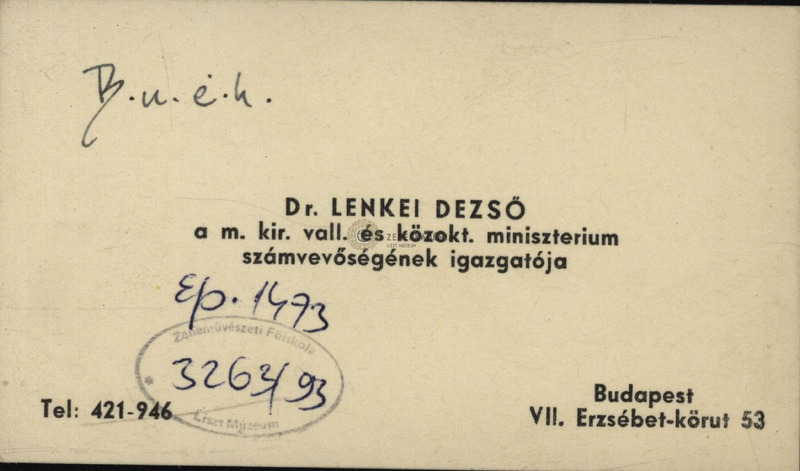 B.u.é.k.
Dr. LENKEI DEZSŐ
a m. kir. vall. és közokt. miniszterium
számvevőségének igazgatója
Ep. 1473
Zeneművészeti Főiskola
3263/93
Liszt Múzeum
Tel: 421-946
Budapest
VII. Erzsébet-körut 53